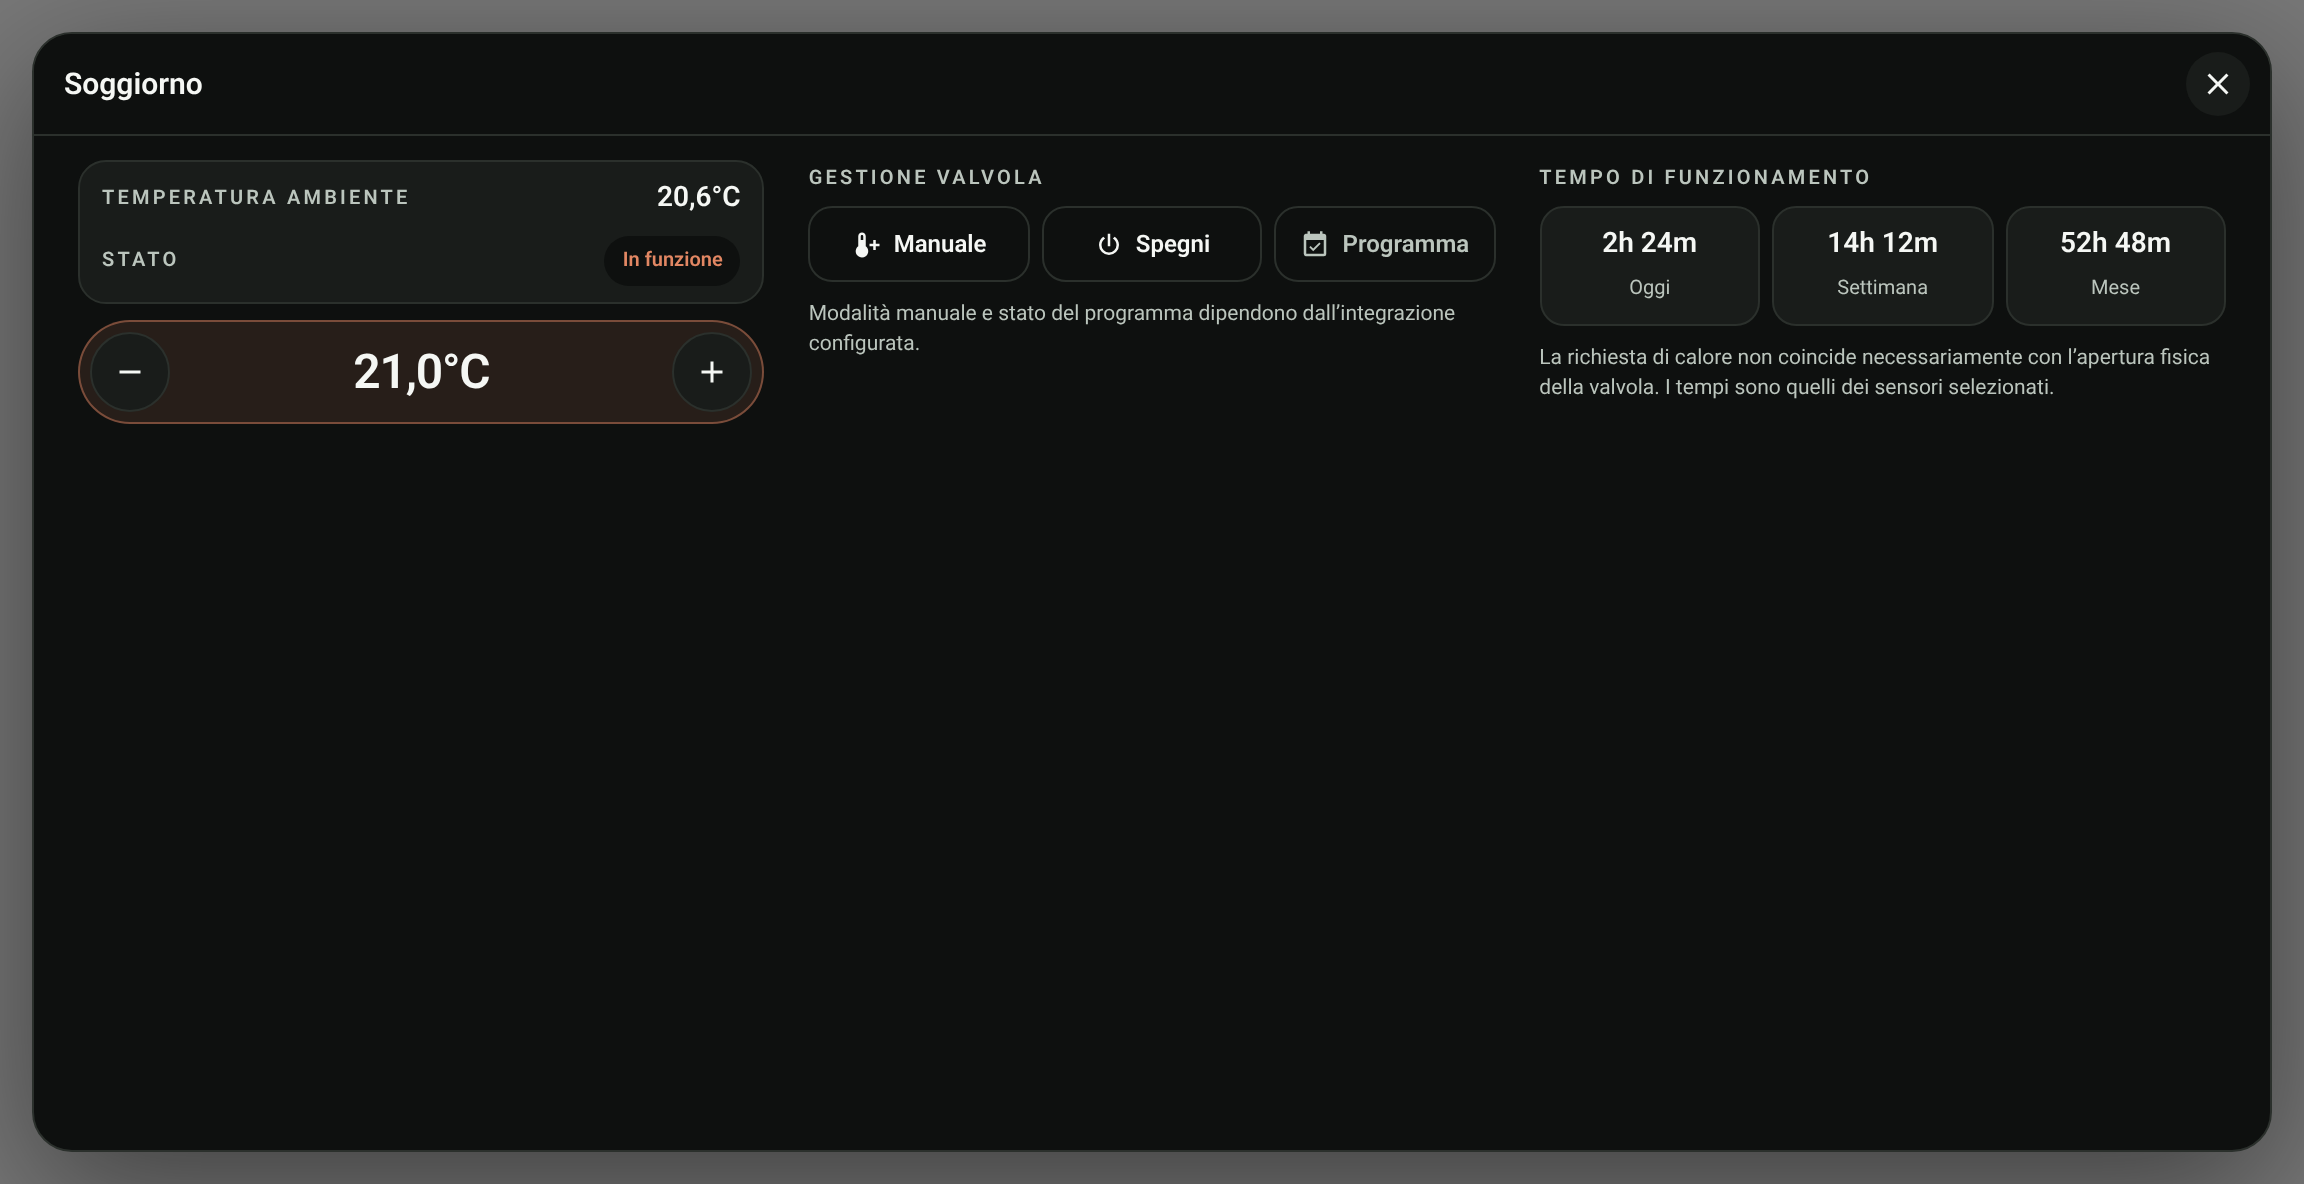 Soggiorno
TEMPERATURA AMBIENTE
20,6°C
STATO
In funzione
21,0°C
GESTIONE VALVOLA
Manuale
Spegni
Programma
Modalità manuale e stato del programma dipendono dall’integrazione
configurata.
TEMPO DI FUNZIONAMENTO
2h 24m
Oggi
14h 12m
Settimana
52h 48m
Mese
La richiesta di calore non coincide necessariamente con l’apertura fisica
della valvola. I tempi sono quelli dei sensori selezionati.